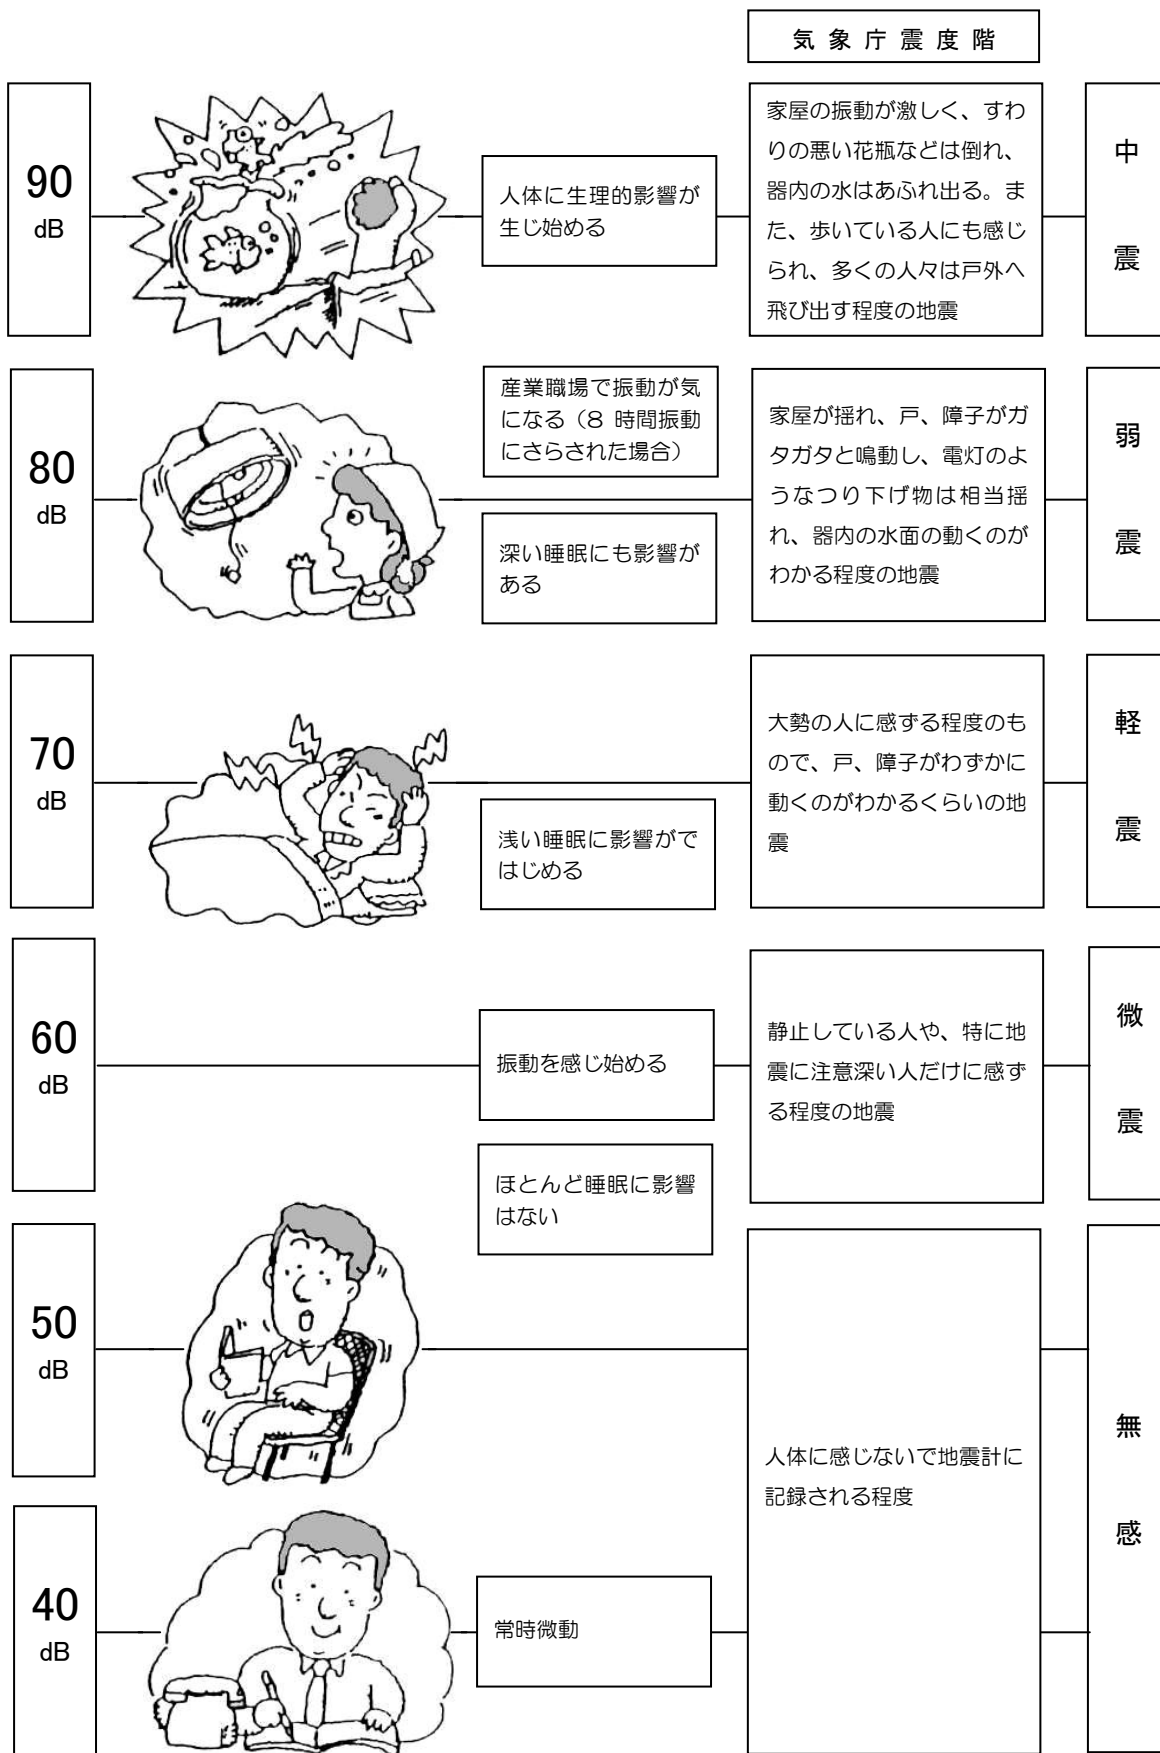 気象庁震度階
90
dB
人体に生理的影響が
生じ始める
家屋の振動が激しく、すわ
りの悪い花瓶などは倒れ、
器内の水はあふれ出る。ま
た、歩いている人にも感じ
られ、多くの人々は戸外へ
飛び出す程度の地震
中
震
80
dB
産業職場で振動が気
になる（8 時間振動
にさらされた場合）
深い睡眠にも影響が
ある
家屋が揺れ、戸、障子がガ
タガタと鳴動し、電灯のよ
うなつり下げ物は相当揺
れ、器内の水面の動くのが
わかる程度の地震
弱
震
70
dB
浅い睡眠に影響がで
はじめる
大勢の人に感ずる程度のも
ので、戸、障子がわずかに
動くのがわかるくらいの地
震
軽
震
60
dB
振動を感じ始める
静止している人や、特に地
震に注意深い人だけに感ず
る程度の地震
微
震
ほとんど睡眠に影響
はない
50
dB
人体に感じないで地震計に
記録される程度
無
感
40
dB
常時微動